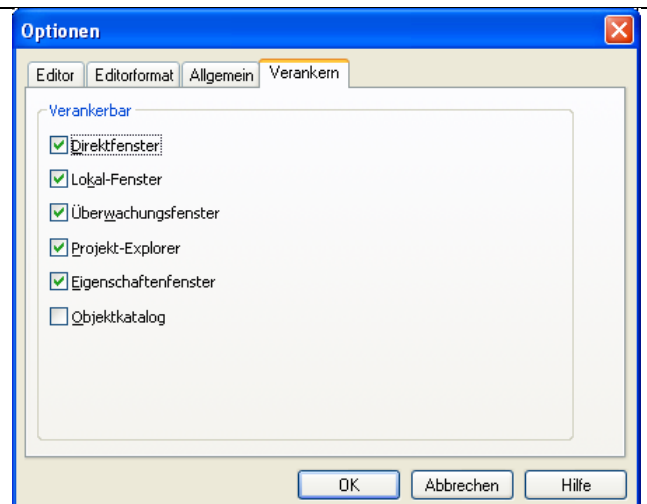 Optionen
Editor Editorformat Allgemein Verankern
Verankerbar
Direktfenster
Lokal-Fenster
Überwachungsfenster
Projekt-Explorer
Eigenschaftenfenster
Objektkatalog
OK Abbrechen Hilfe